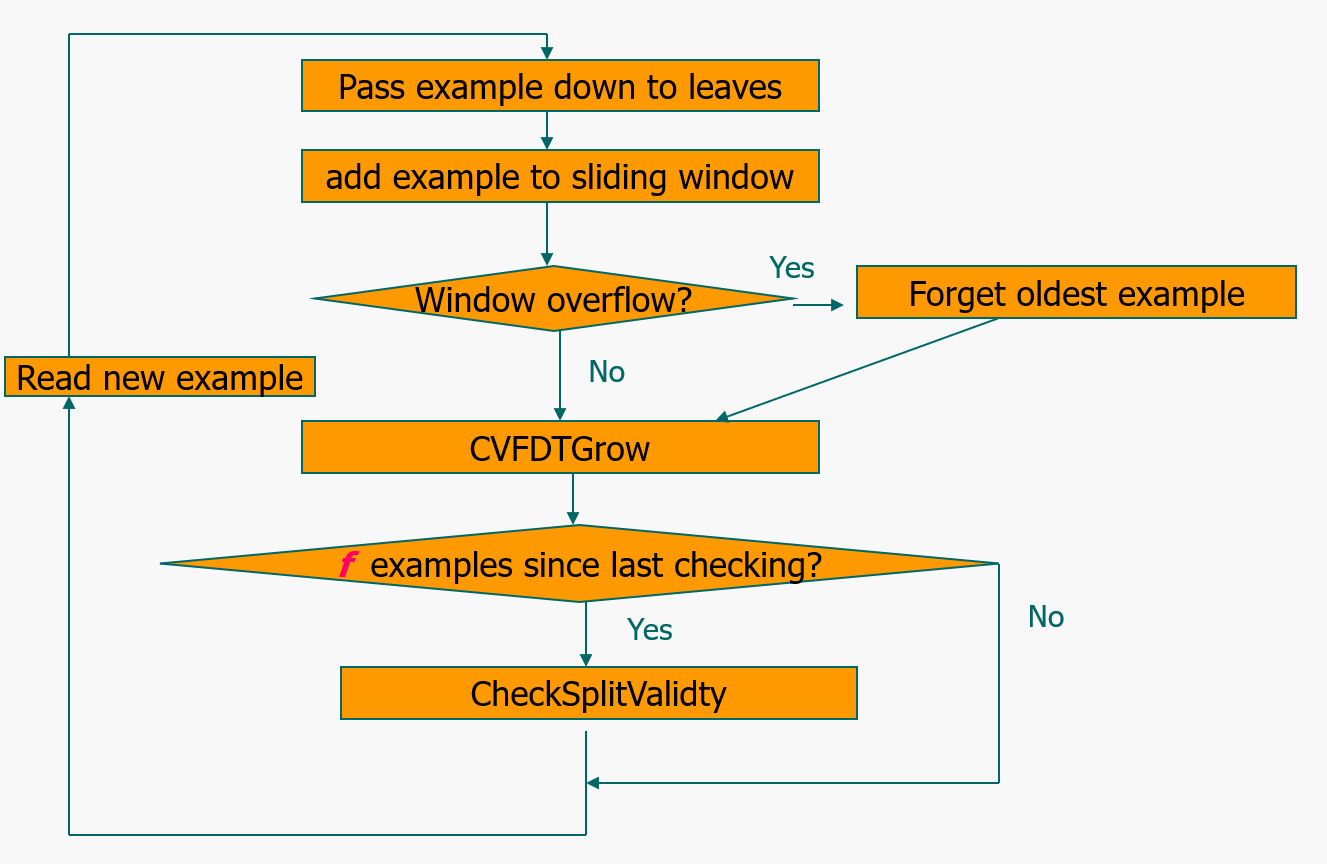 Pass example down to leaves
add example to sliding window
Window overflow?
Yes
Forget oldest example
No
Read new example
CVFDTGrow
f examples since last checking?
Yes
No
CheckSplitValidty